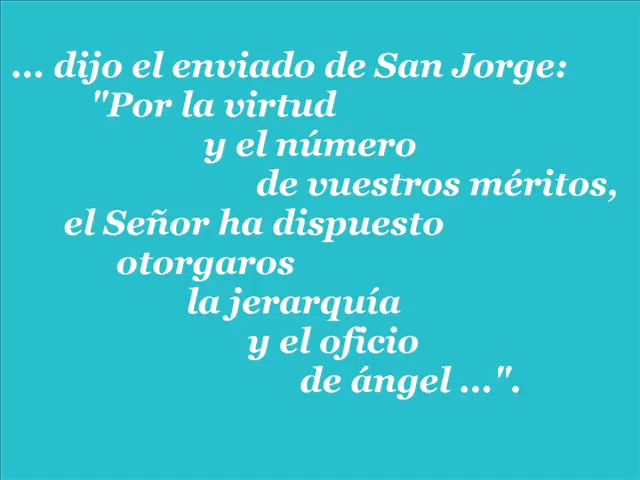 ... dijo el enviado de San Jorge:
"Por la virtud
y el número
de vuestros méritos,
el Señor ha dispuesto
otorgaros
la jerarquía
y el oficio
de ángel ...".